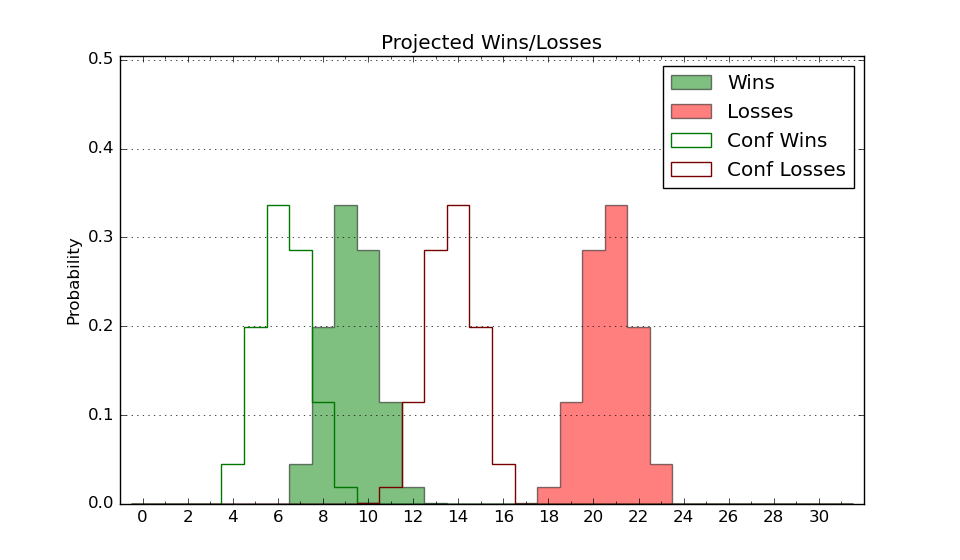 Projected Wins/Losses
0.5
0.4
0.3
0.2
0.1
0.0
Probability
Wins
Losses
Conf Wins
Conf Losses
0 2 4 6 8 10 12 14 16 18 20 22 24 26 28 30